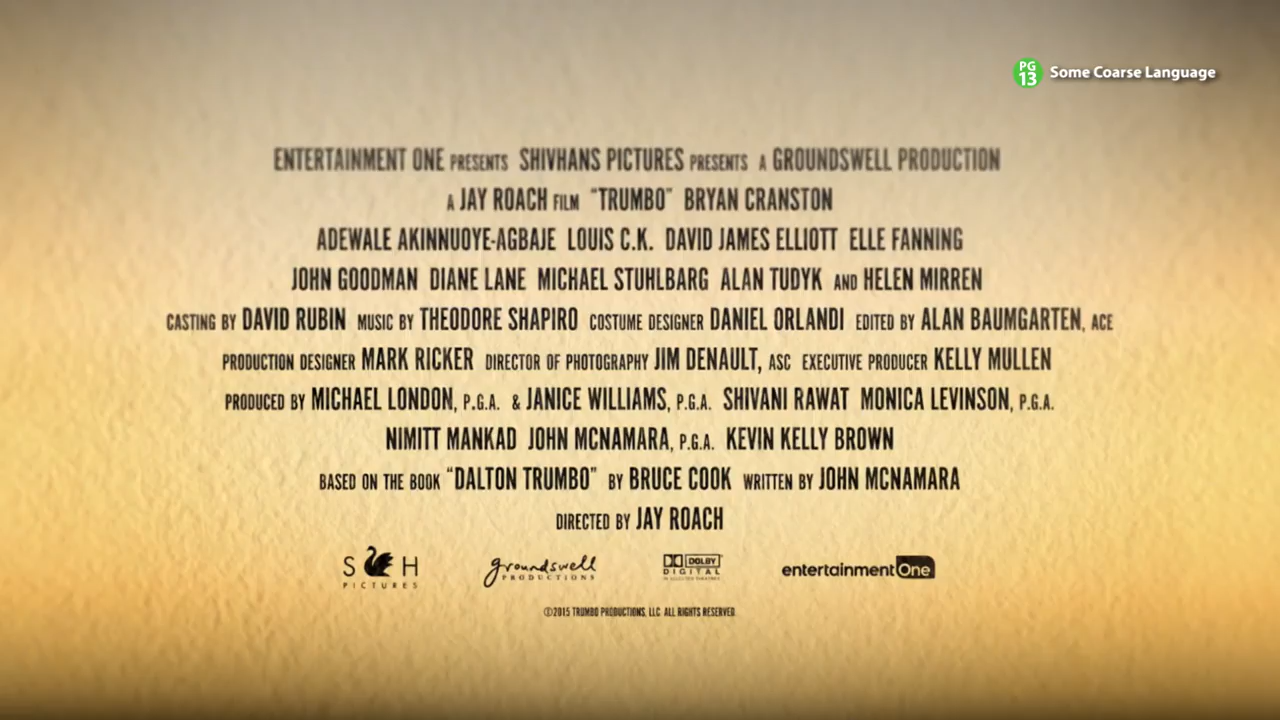 PG
13 Some Coarse Language
ENTERTAINMENT ONE PRESENTS SHIVHANS PICTURES PRESENTS A GROUNDSWELL PRODUCTION
A JAY ROACH FILM "TRUMBO" BRYAN CRANSTON
ADEWALE AKINNUOYE-AGBAJE LOUIS C.K. DAVID JAMES ELLIOTT ELLE FANNING
JOHN GOODMAN DIANE LANE MICHAEL STUHLBARG ALAN TUDYK AND HELEN MIRREN
CASTING BY DAVID RUBIN MUSIC BY THEODORE SHAPIRO COSTUME DESIGNER DANIEL ORLANDI EDITED BY ALAN BAUMGARTEN, ACE
PRODUCTION DESIGNER MARK RICKER DIRECTOR OF PHOTOGRAPHY JIM DENAULT, ASC EXECUTIVE PRODUCER KELLY MULLEN
PRODUCED BY MICHAEL LONDON, P.G.A. & JANICE WILLIAMS, P.G.A. SHIVANI RAWAT MONICA LEVINSON, P.G.A.
NIMITT MANKAD JOHN MCNAMARA, P.G.A. KEVIN KELLY BROWN
BASED ON THE BOOK "DALTON TRUMBO" BY BRUCE COOK WRITTEN BY JOHN MCNAMARA
DIRECTED BY JAY ROACH
S H
PICTURES
groundswell
PRODUCTIONS
DOLBY
DIGITAL
IN SELECTED THEATRES
entertainment One
©2015 TRUMBO PRODUCTIONS, LLC ALL RIGHTS RESERVED.